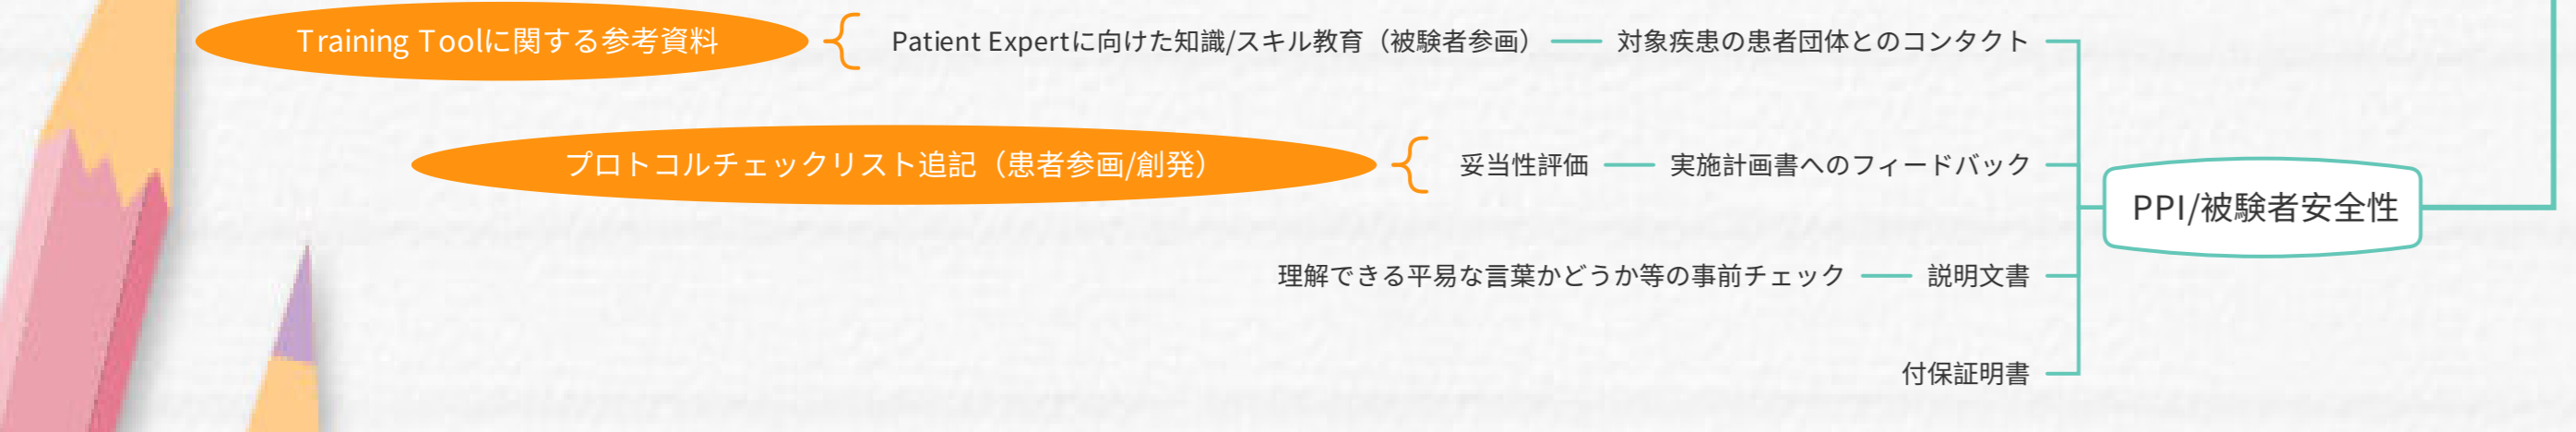 Training Toolに関する参考資料
Patient Expertに向けた知識/スキル教育（被験者参画）
対象疾患の患者団体とのコンタクト
プロトコルチェックリスト追記（患者参画/創発）
妥当性評価
実施計画書へのフィードバック
PPI/被験者安全性
理解できる平易な言葉かどうか等の事前チェック
説明文書
付保証明書